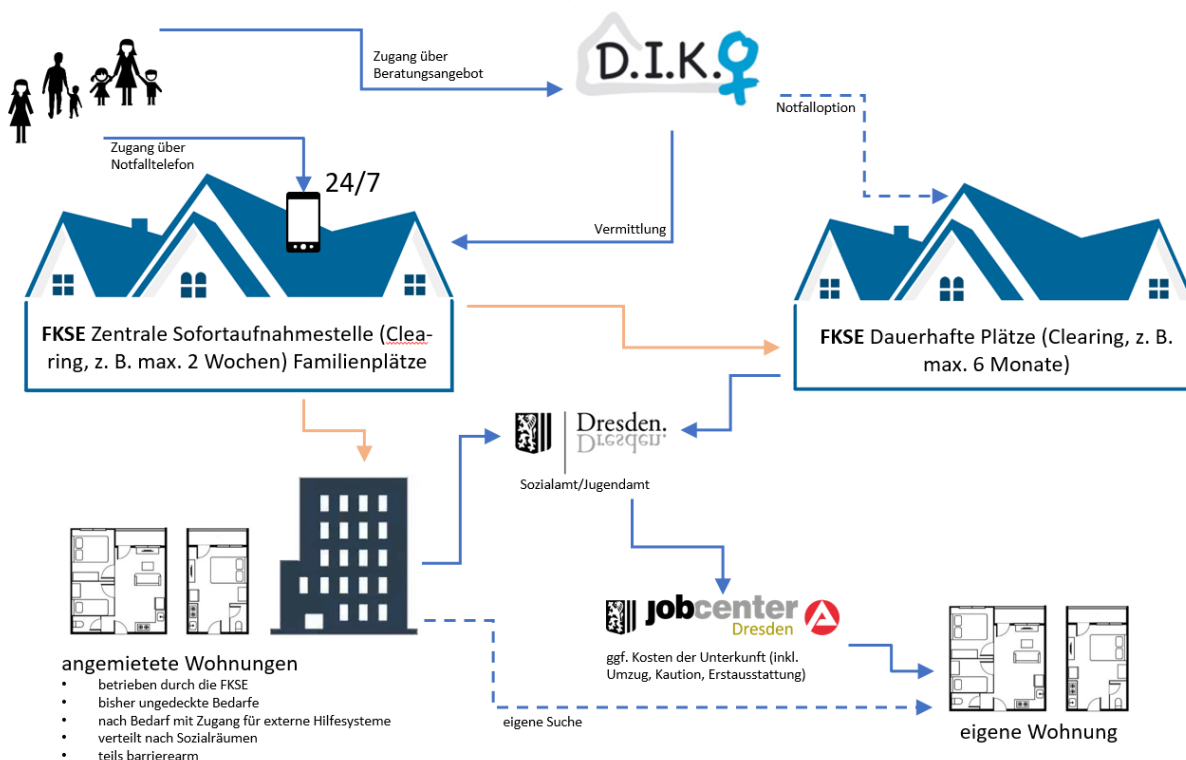 Zugang über
Beratungsangebot
D.I.K.
Notfalloption
Zugang über
Notfalltelefon
24/7
Vermittlung
FKSE Zentrale Sofortaufnahmestelle (Clea-
ring, z. B. max. 2 Wochen) Familienplätze
FKSE Dauerhafte Plätze (Clearing, z. B.
max. 6 Monate)
Dresden.
Dresden.
Sozialamt/Jugendamt
jobcenter
Dresden
ggf. Kosten der Unterkunft (inkl.
Umzug, Kaution, Erstausstattung)
angemietete Wohnungen
• betrieben durch die FKSE
• bisher ungedeckte Bedarfe
• nach Bedarf mit Zugang für externe Hilfesysteme
• verteilt nach Sozialräumen
• teils barrierearm
eigene Suche
eigene Wohnung